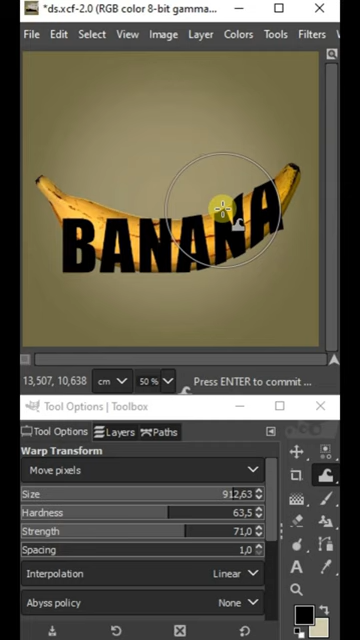 *ds.xcf-2.0 (RGB color 8-bit gamma...
File Edit Select View Image Layer Colors Tools Filters
BANANA
13,507, 10,638 cm 50 % Press ENTER to commit ...
Tool Options | Toolbox
Tool Options Layers Paths
Warp Transform
Move pixels
Size 912,63
Hardness 63,5
Strength 71,0
Spacing 1,0
Interpolation Linear
Abyss policy None
A